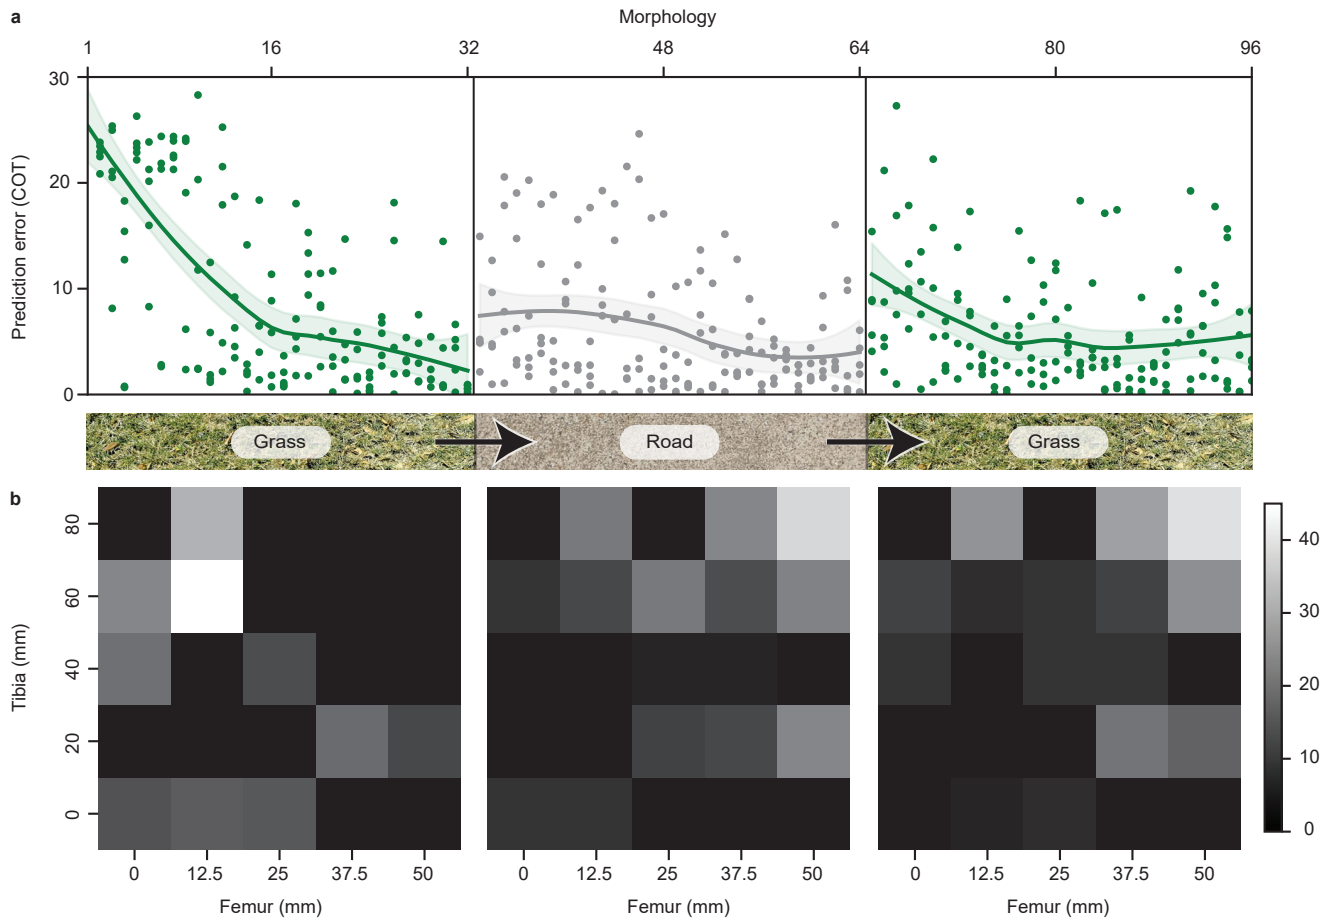 a
Morphology
1 16 32 48 64 80 96
Prediction error (COT)
30
20
10
0
Grass Road Grass
b
Tibia (mm)
80
60
40
20
0
40
30
20
10
0
0 12.5 25 37.5 50 0 12.5 25 37.5 50 0 12.5 25 37.5 50
Femur (mm) Femur (mm) Femur (mm)